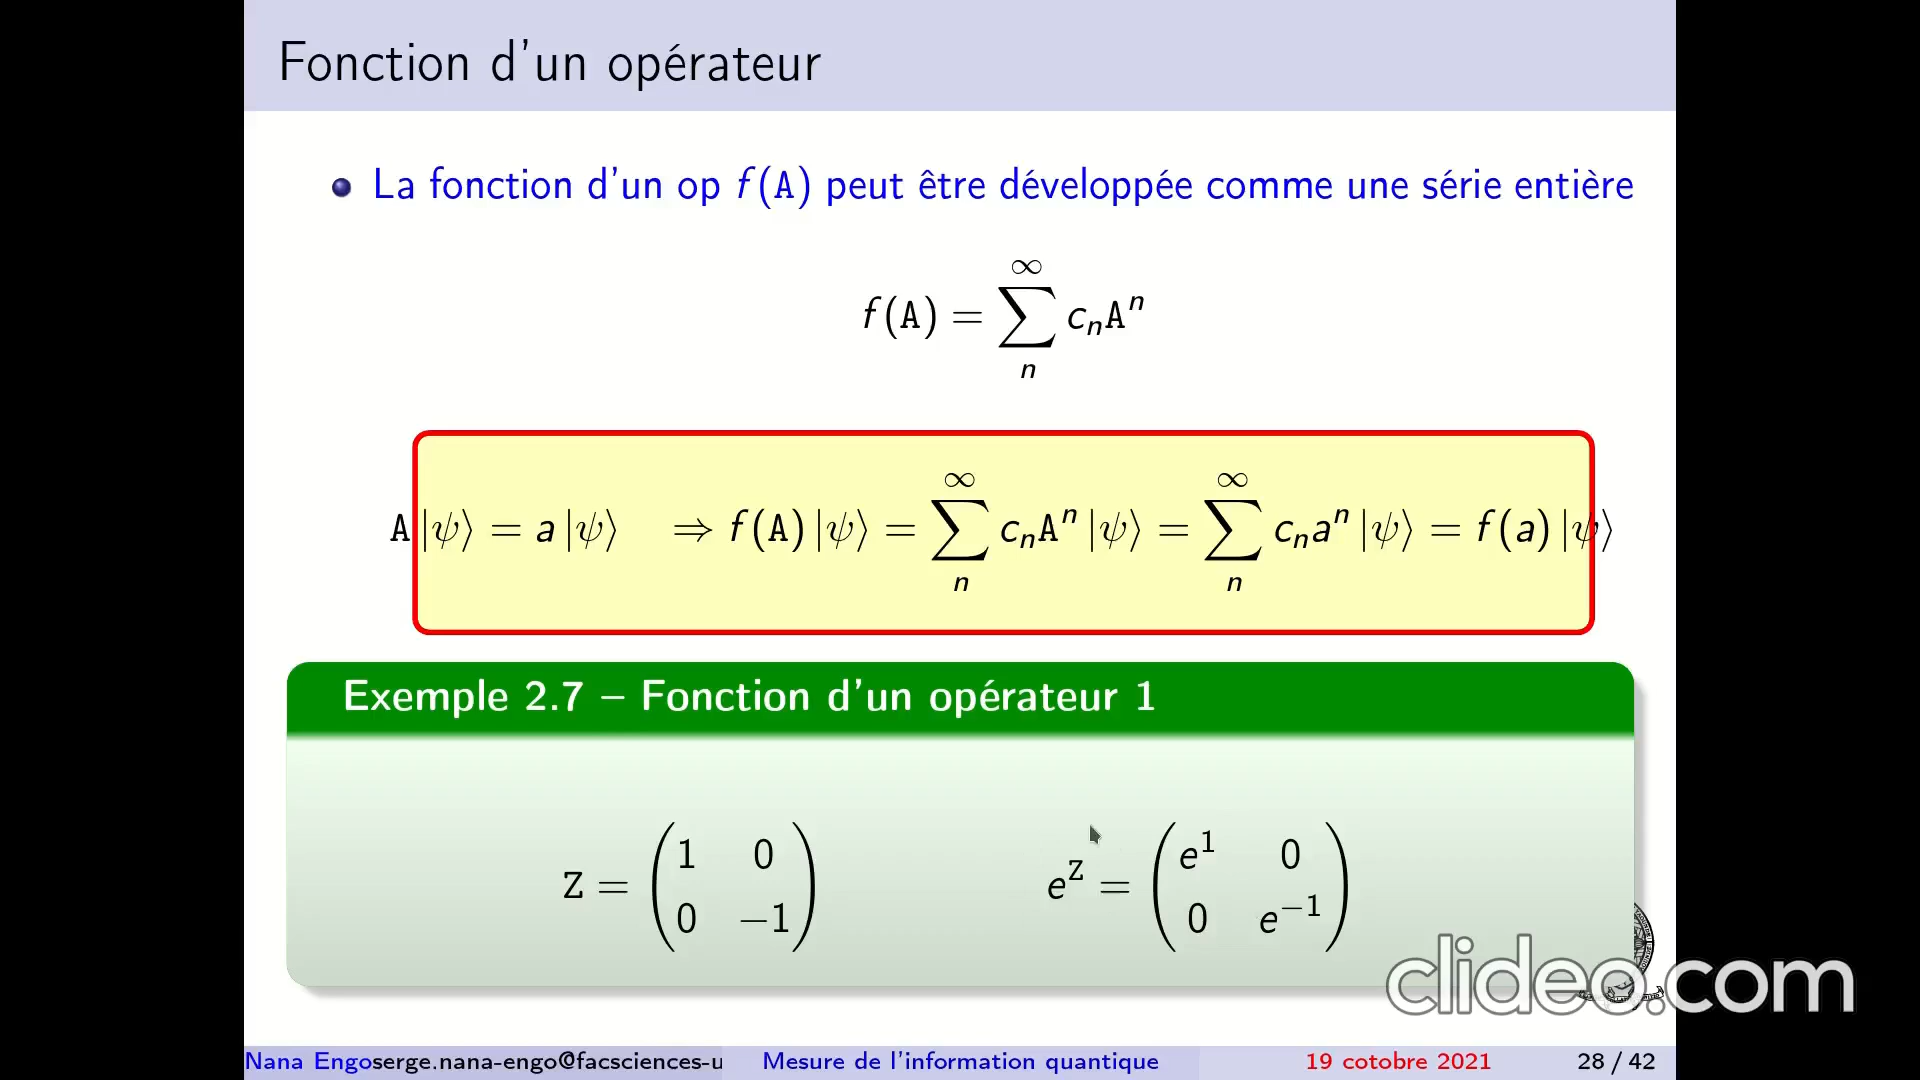 Fonction d'un opérateur
La fonction d'un op f(A) peut être développée comme une série entière
f(A) = ∑_n^∞ c_n A^n
A|ψ⟩ = a|ψ⟩ ⇒ f(A)|ψ⟩ = ∑_n^∞ c_n A^n |ψ⟩ = ∑_n^∞ c_n a^n |ψ⟩ = f(a)|ψ⟩
Exemple 2.7 – Fonction d'un opérateur 1
Z = (1 0; 0 −1) e^Z = (e^1 0; 0 e^−1)
clideo.com
Nana Engoserge.nana-engo@facsciences-u Mesure de l'information quantique 19 cotobre 2021 28 / 42